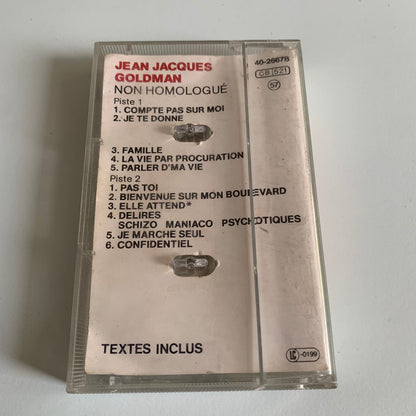 JEAN JACQUES
GOLDMAN
NON HOMOLOGUÉ
40-26678
CB 521
57
Piste 1
1. COMPTE PAS SUR MOI
2. JE TE DONNE
3. FAMILLE
4. LA VIE PAR PROCURATION
5. PARLER D'MA VIE
Piste 2
1. PAS TOI
2. BIENVENUE SUR MON BOULEVARD
3. ELLE ATTEND*
4. DELIRES
SCHIZO MANIACO PSYCHOTIQUES
5. JE MARCHE SEUL
6. CONFIDENTIEL
TEXTES INCLUS
LC -0199